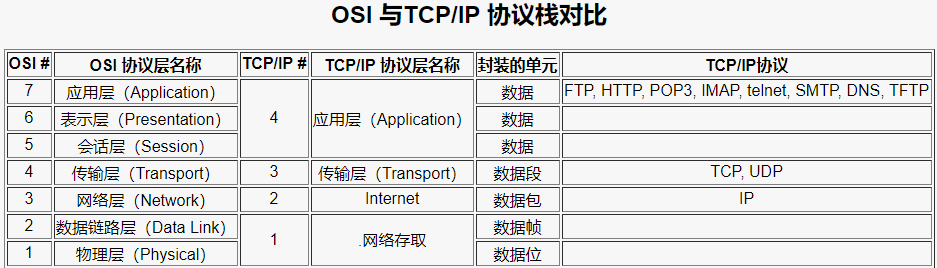 OSI 与TCP/IP 协议栈对比
OSI # OSI 协议层名称 TCP/IP # TCP/IP 协议层名称 封装的单元 TCP/IP协议
7 应用层（Application） 4 应用层（Application） 数据 FTP, HTTP, POP3, IMAP, telnet, SMTP, DNS, TFTP
6 表示层（Presentation） 数据
5 会话层（Session） 数据
4 传输层（Transport） 3 传输层（Transport） 数据段 TCP, UDP
3 网络层（Network） 2 Internet 数据包 IP
2 数据链路层（Data Link） 1 .网络存取 数据帧
1 物理层（Physical） 数据位